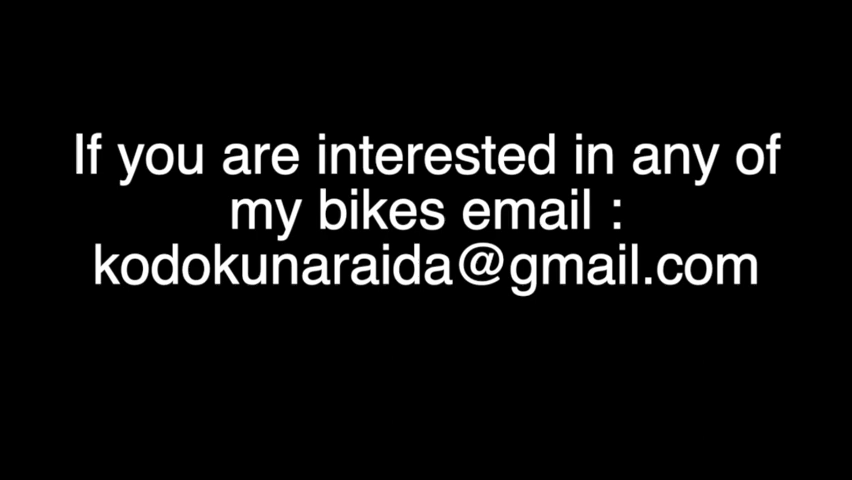 If you are interested in any of
my bikes email :
kodokunaraida@gmail.com